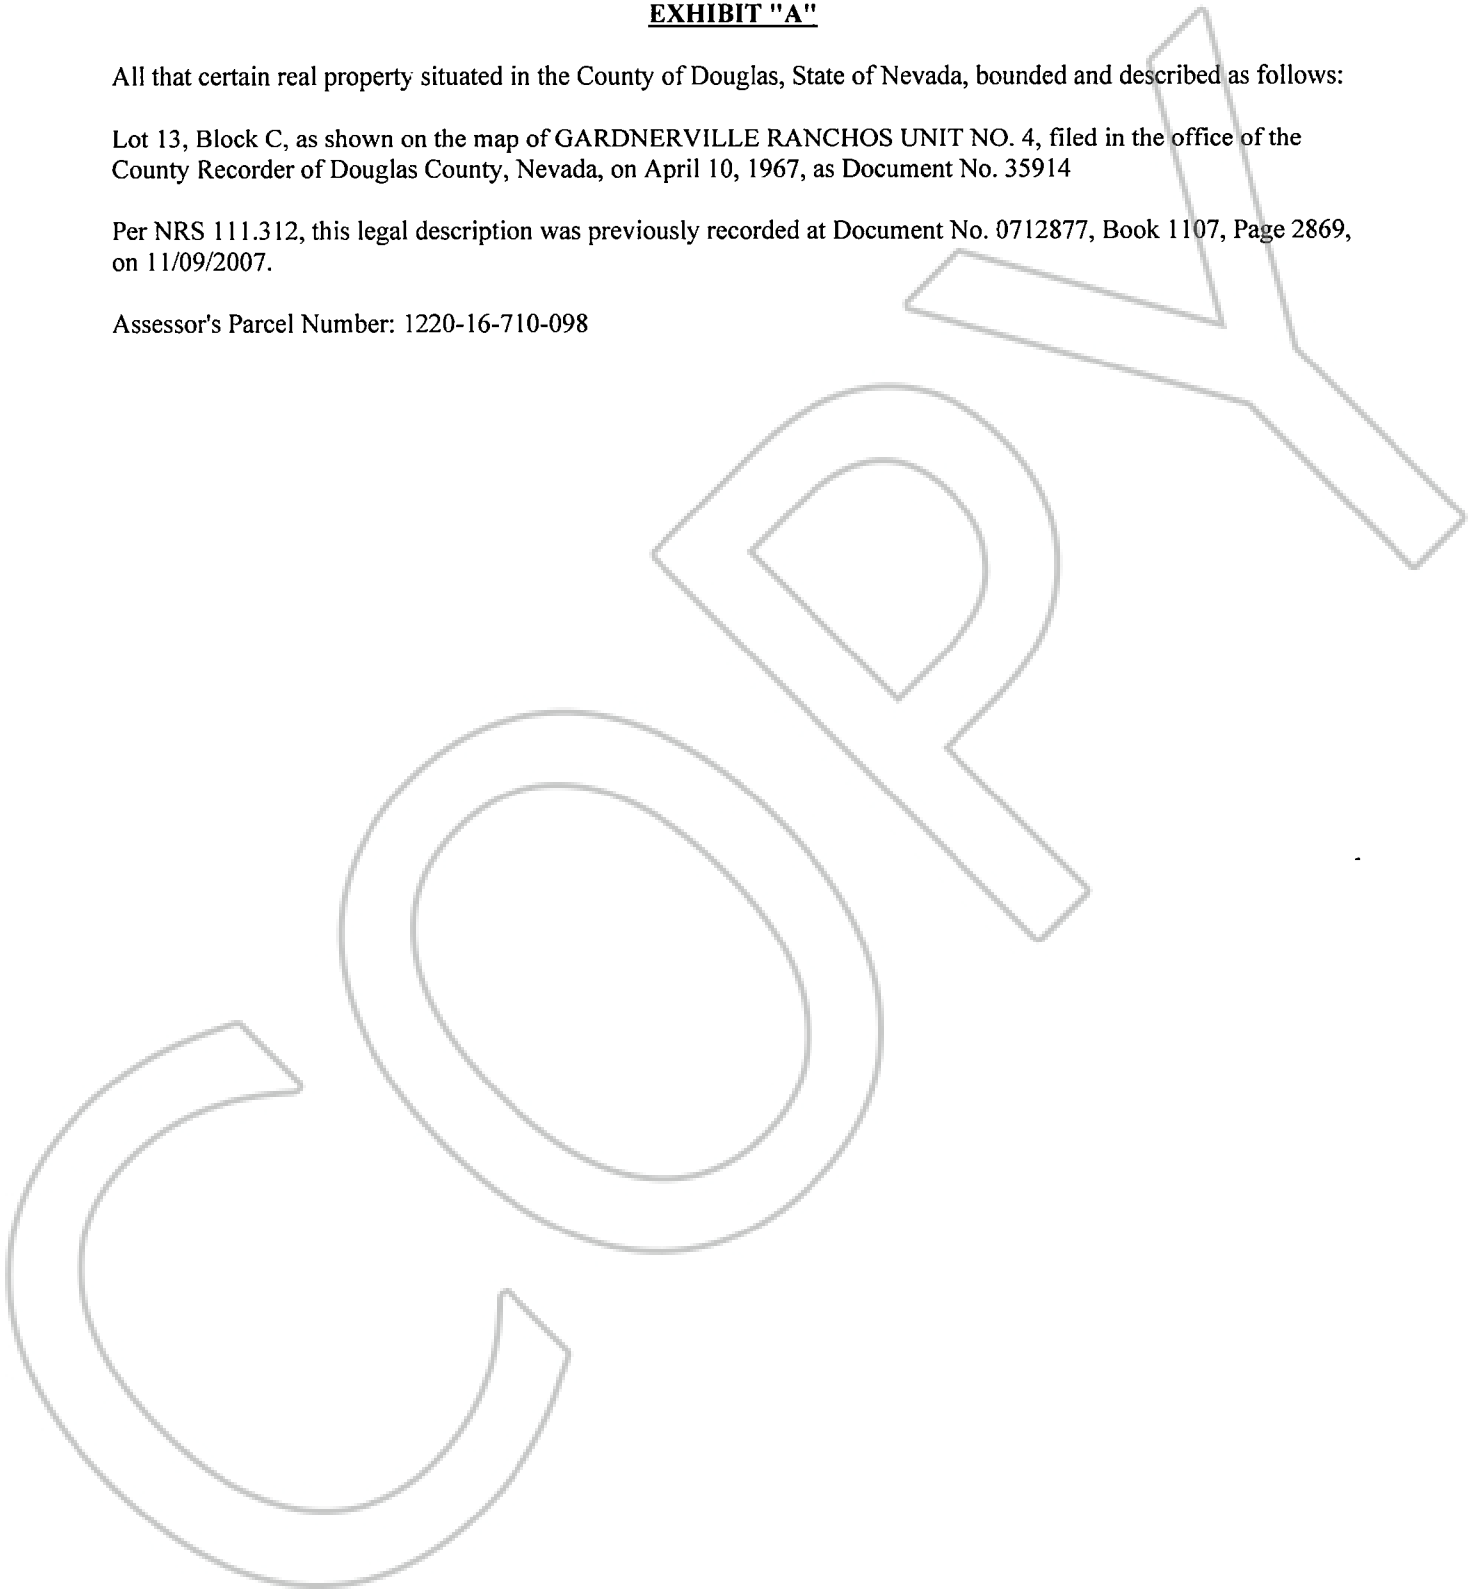 EXHIBIT "A"
All that certain real property situated in the County of Douglas, State of Nevada, bounded and described as follows:
Lot 13, Block C, as shown on the map of GARDNERVILLE RANCHOS UNIT NO. 4, filed in the office of the
County Recorder of Douglas County, Nevada, on April 10, 1967, as Document No. 35914
Per NRS 111.312, this legal description was previously recorded at Document No. 0712877, Book 1107, Page 2869,
on 11/09/2007.
Assessor's Parcel Number: 1220-16-710-098
COPY